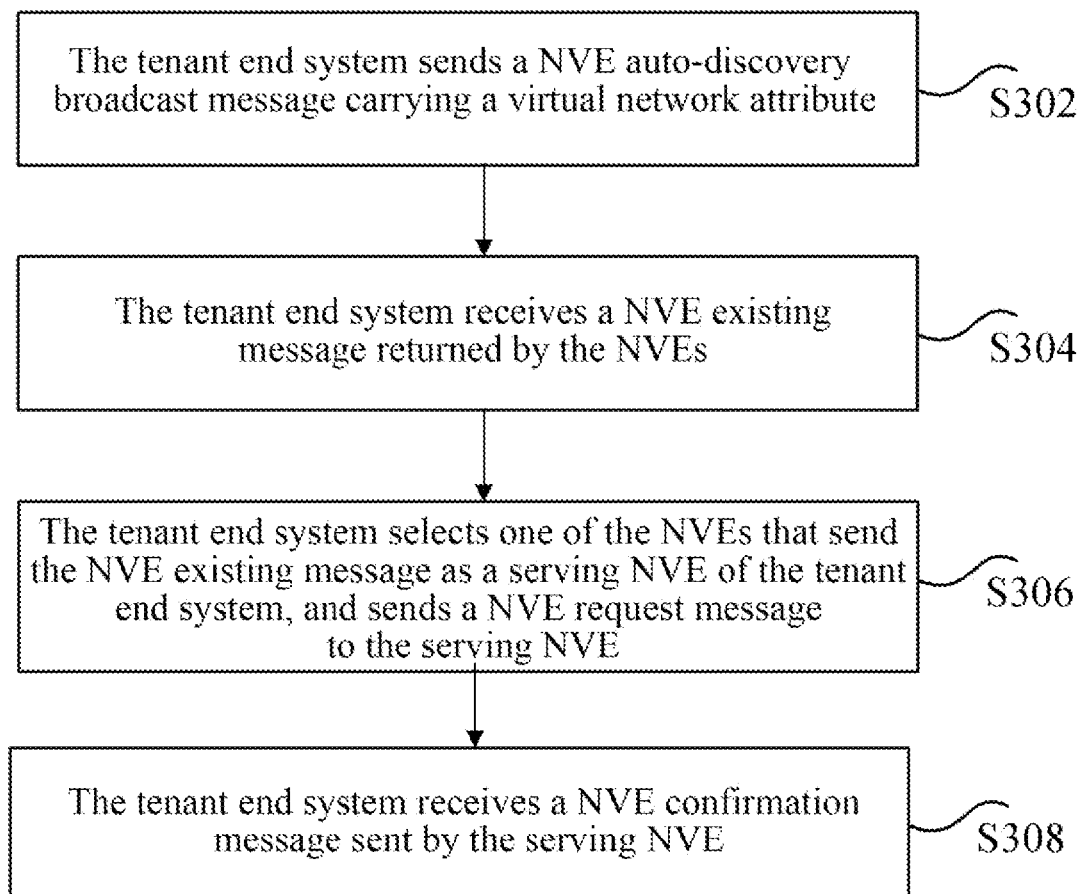 The tenant end system sends a NVE auto-discovery
broadcast message carrying a virtual network attribute
S302
The tenant end system receives a NVE existing
message returned by the NVEs
S304
The tenant end system selects one of the NVEs that send
the NVE existing message as a serving NVE of the tenant
end system, and sends a NVE request message
to the serving NVE
S306
The tenant end system receives a NVE confirmation
message sent by the serving NVE
S308